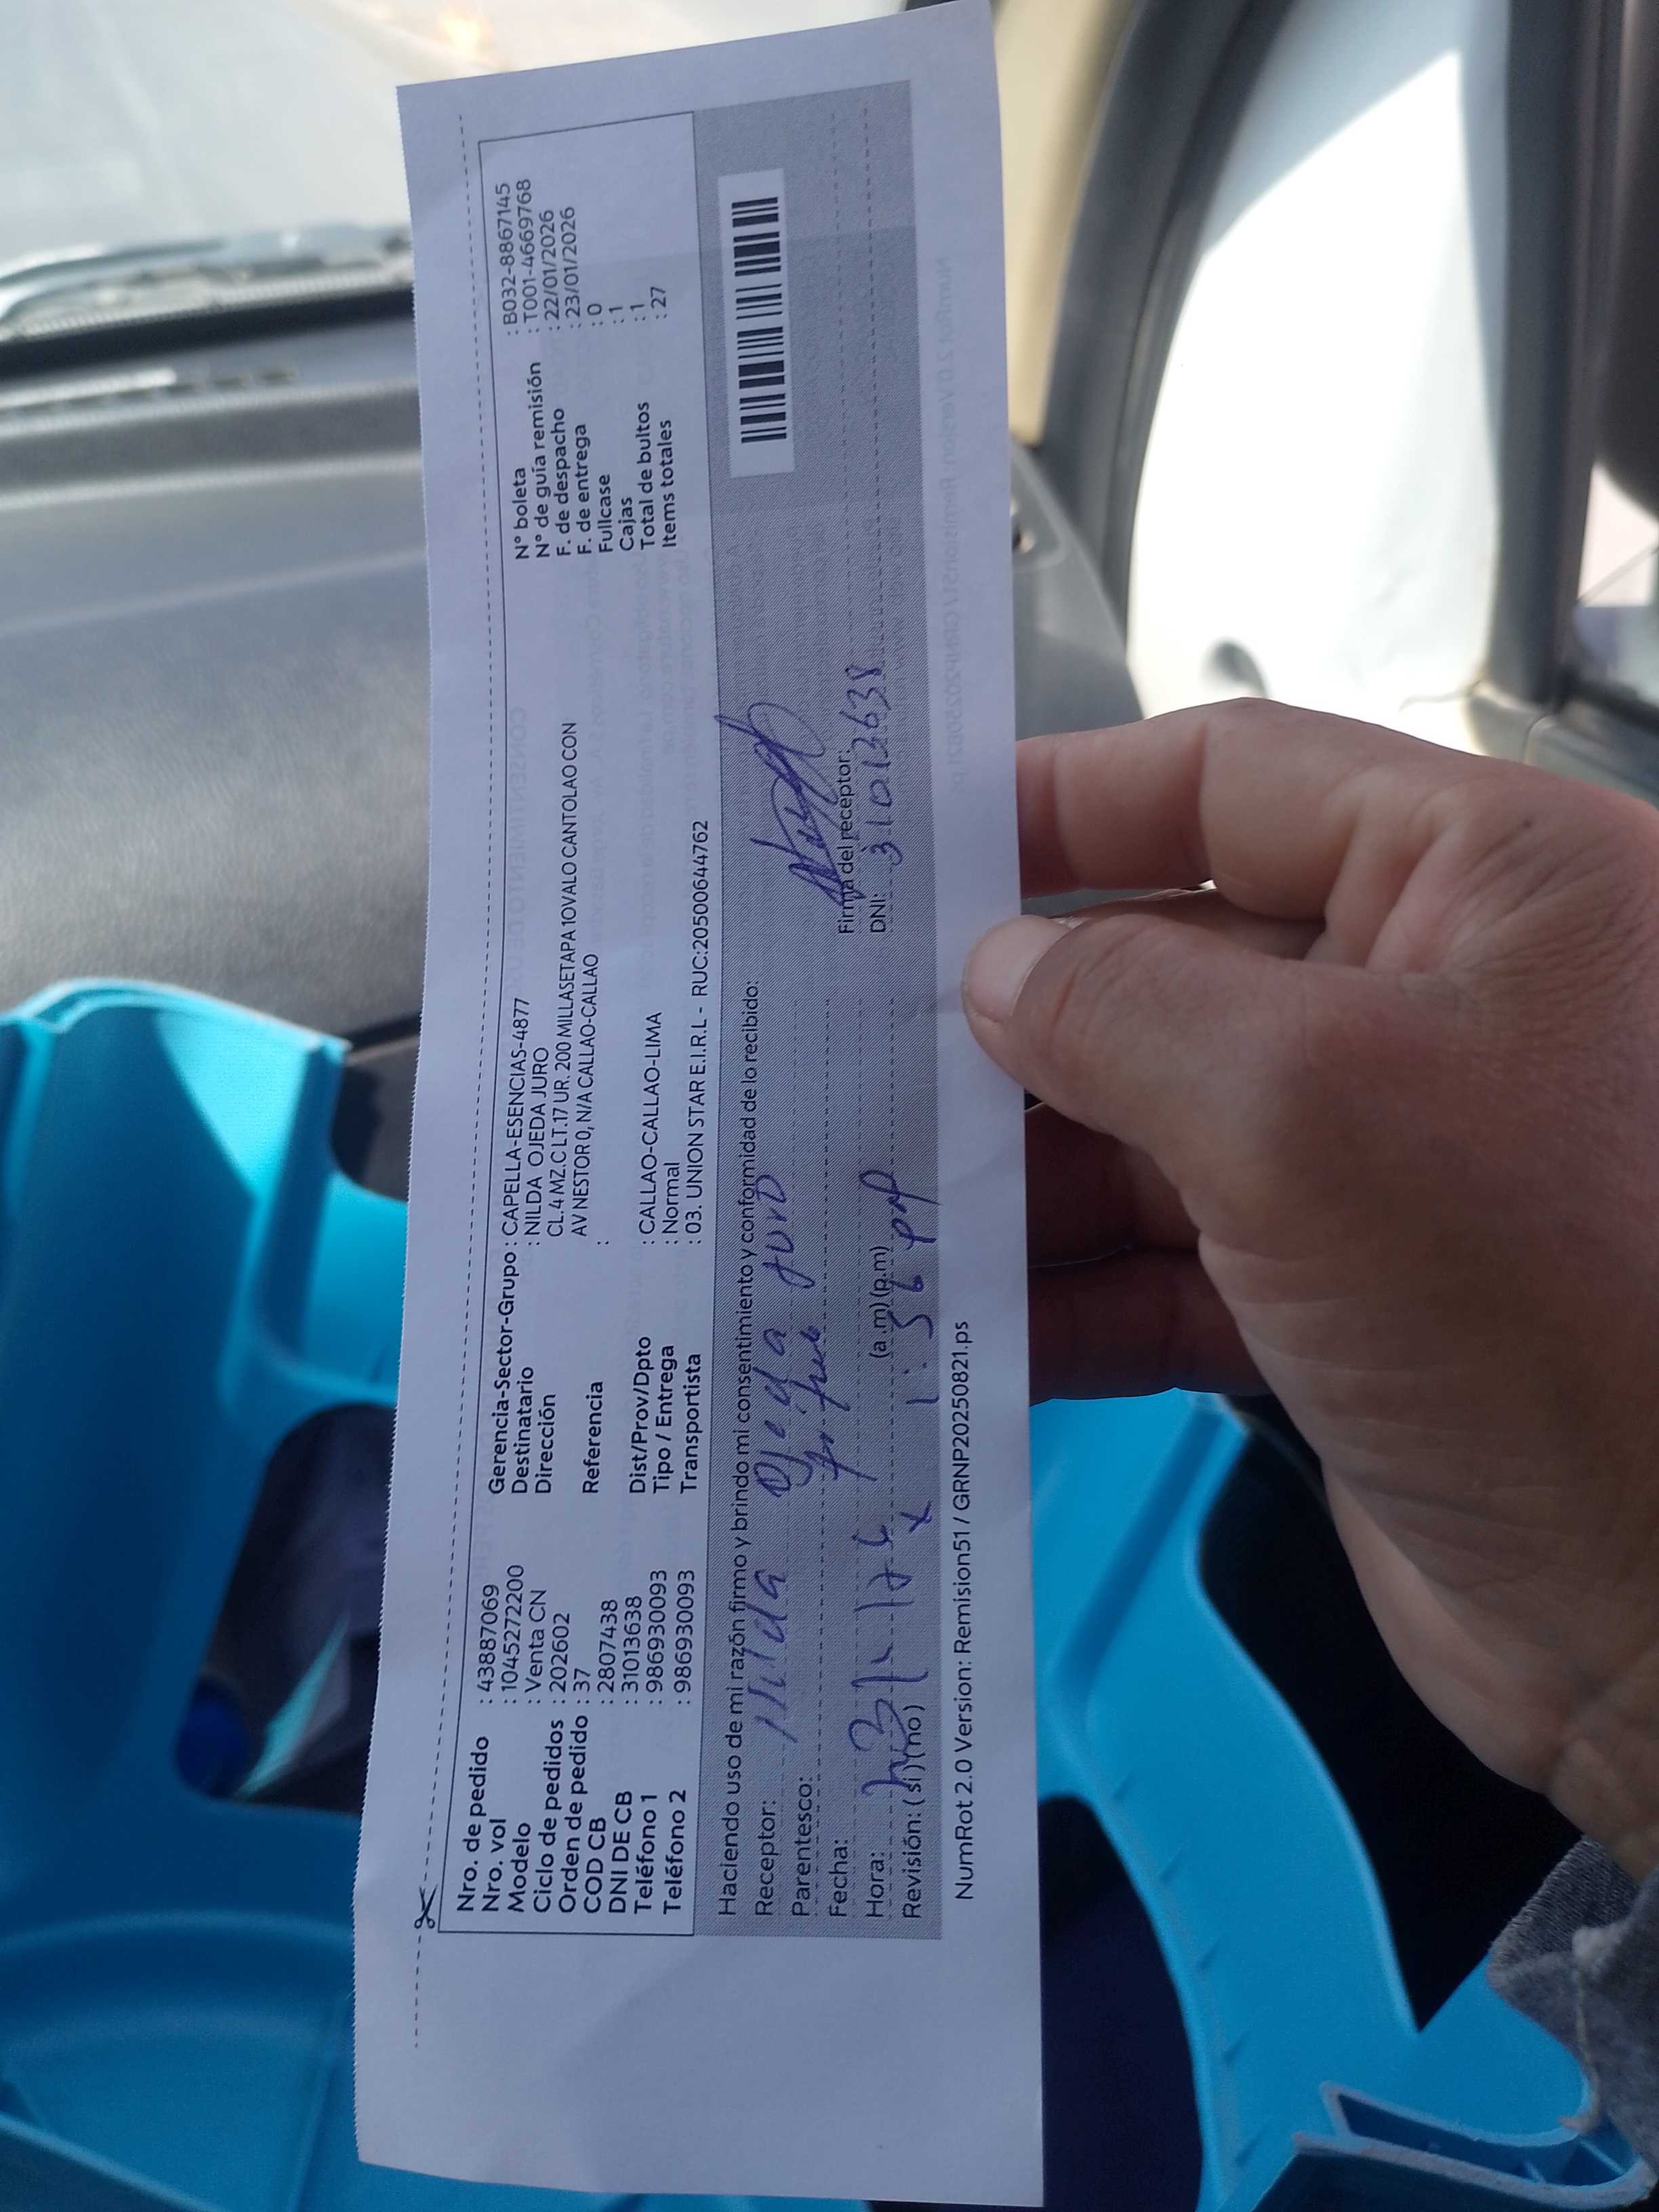 Nro. de pedido : 43887069
Nro. vol : 1045272200
Modelo : Venta CN
Ciclo de pedidos : 202602
Orden de pedido : 37
COD CB : 2807438
DNI DE CB : 31013638
Teléfono 1 : 986930093
Teléfono 2 : 986930093
Gerencia-Sector-Grupo : CAPELLA-ESENCIAS-4877
Destinatario : NILDA OJEDA JURO
Dirección CL.4 MZ.C LT.17 UR. 200 MILLASETAPA 1OVALO CANTOLAO CON
AV NESTOR 0, N/A CALLAO-CALLAO
Referencia :
Dist/Prov/Dpto : CALLAO-CALLAO-LIMA
Tipo / Entrega : Normal
Transportista : 03. UNION STAR E.I.R.L - RUC:20500644762
N° boleta : B032-8867145
N° de guía remisión : T001-4669768
F. de despacho : 22/01/2026
F. de entrega : 23/01/2026
Fullcase : 0
Cajas : 1
Total de bultos : 1
Items totales : 27
Haciendo uso de mi razón firmo y brindo mi consentimiento y conformidad de lo recibido:
Receptor: Nilda Ojeda Juro
Parentesco:
Fecha:
Hora: (a.m) (p.m)
1:36 pm
Revisión: (si) (no) x
Firma del receptor:
DNI: 31013638
NumRot 2.0 Version: Remision51 / GRNP20250821.ps